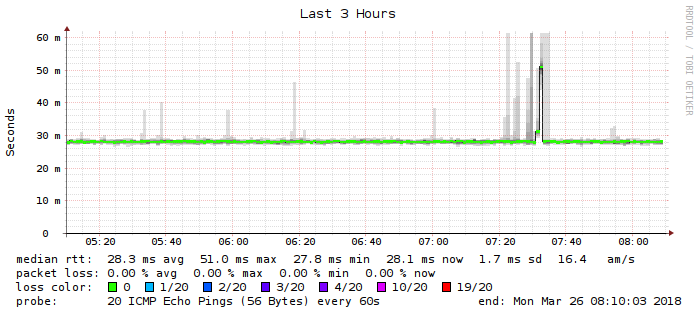 Last 3 Hours
RRDTOOL / TOBI OETIKER
Seconds
60 m
50 m
40 m
30 m
20 m
10 m
0
05:20 05:40 06:00 06:20 06:40 07:00 07:20 07:40 08:00
median rtt: 28.3 ms avg 51.0 ms max 27.8 ms min 28.1 ms now 1.7 ms sd 16.4 am/s
packet loss: 0.00 % avg 0.00 % max 0.00 % min 0.00 % now
loss color: 0 1/20 2/20 3/20 4/20 10/20 19/20
probe: 20 ICMP Echo Pings (56 Bytes) every 60s end: Mon Mar 26 08:10:03 2018